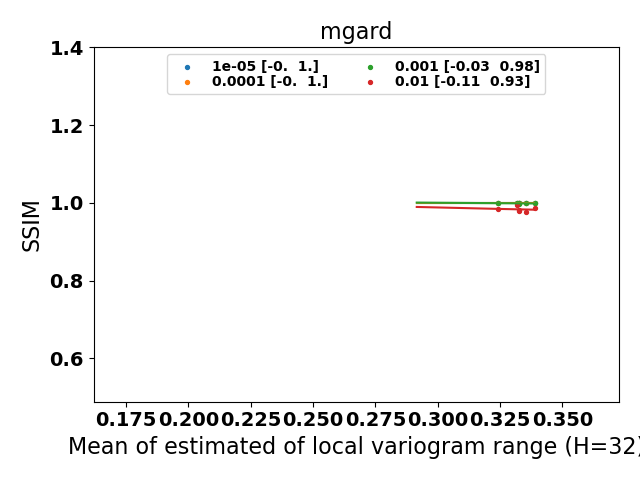 mgard
1e-05 [-0.  1.]
0.0001 [-0.  1.]
0.001 [-0.03  0.98]
0.01 [-0.11  0.93]
SSIM
1.4
1.2
1.0
0.8
0.6
0.175 0.200 0.225 0.250 0.275 0.300 0.325 0.350
Mean of estimated of local variogram range (H=32)